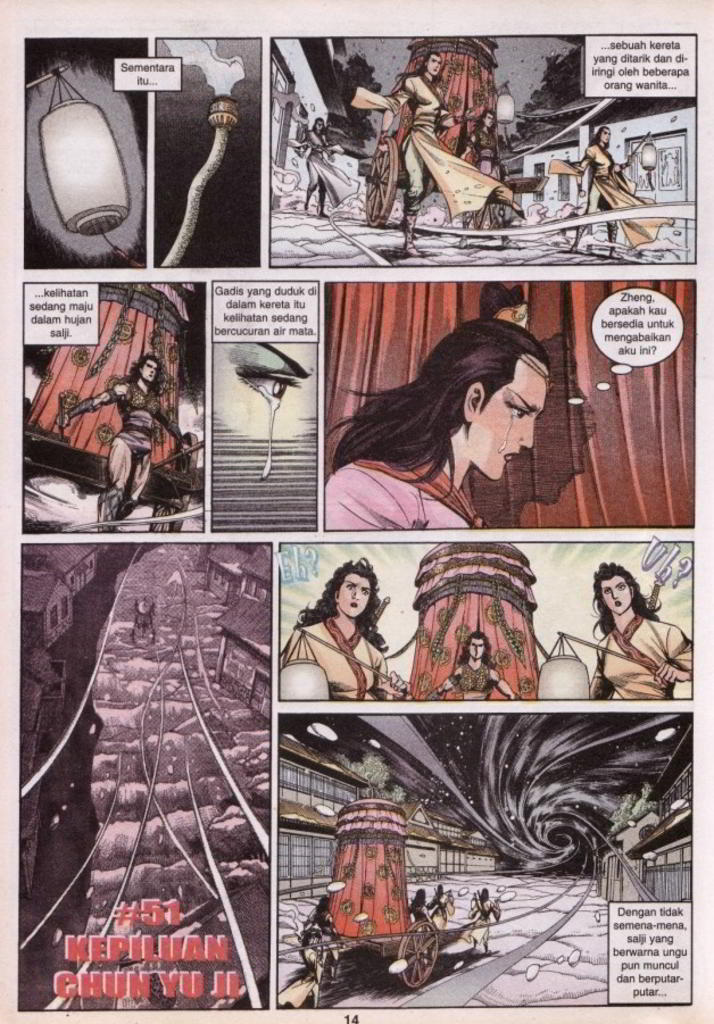 Sementara
itu...
...sebuah kereta
yang ditarik dan di-
iringi oleh beberapa
orang wanita...
...kelihatan
sedang maju
dalam hujan
salji.
Gadis yang duduk di
dalam kereta itu
kelihatan sedang
bercucuran air mata.
Zheng,
apakah kau
bersedia untuk
mengabaikan
aku ini?
#51
KEPILUAN
CHUN YU JI
Eh?
Uh?
Dengan tidak
semena-mena,
salji yang
berwarna ungu
pun muncul
dan berputar-
putar...
14